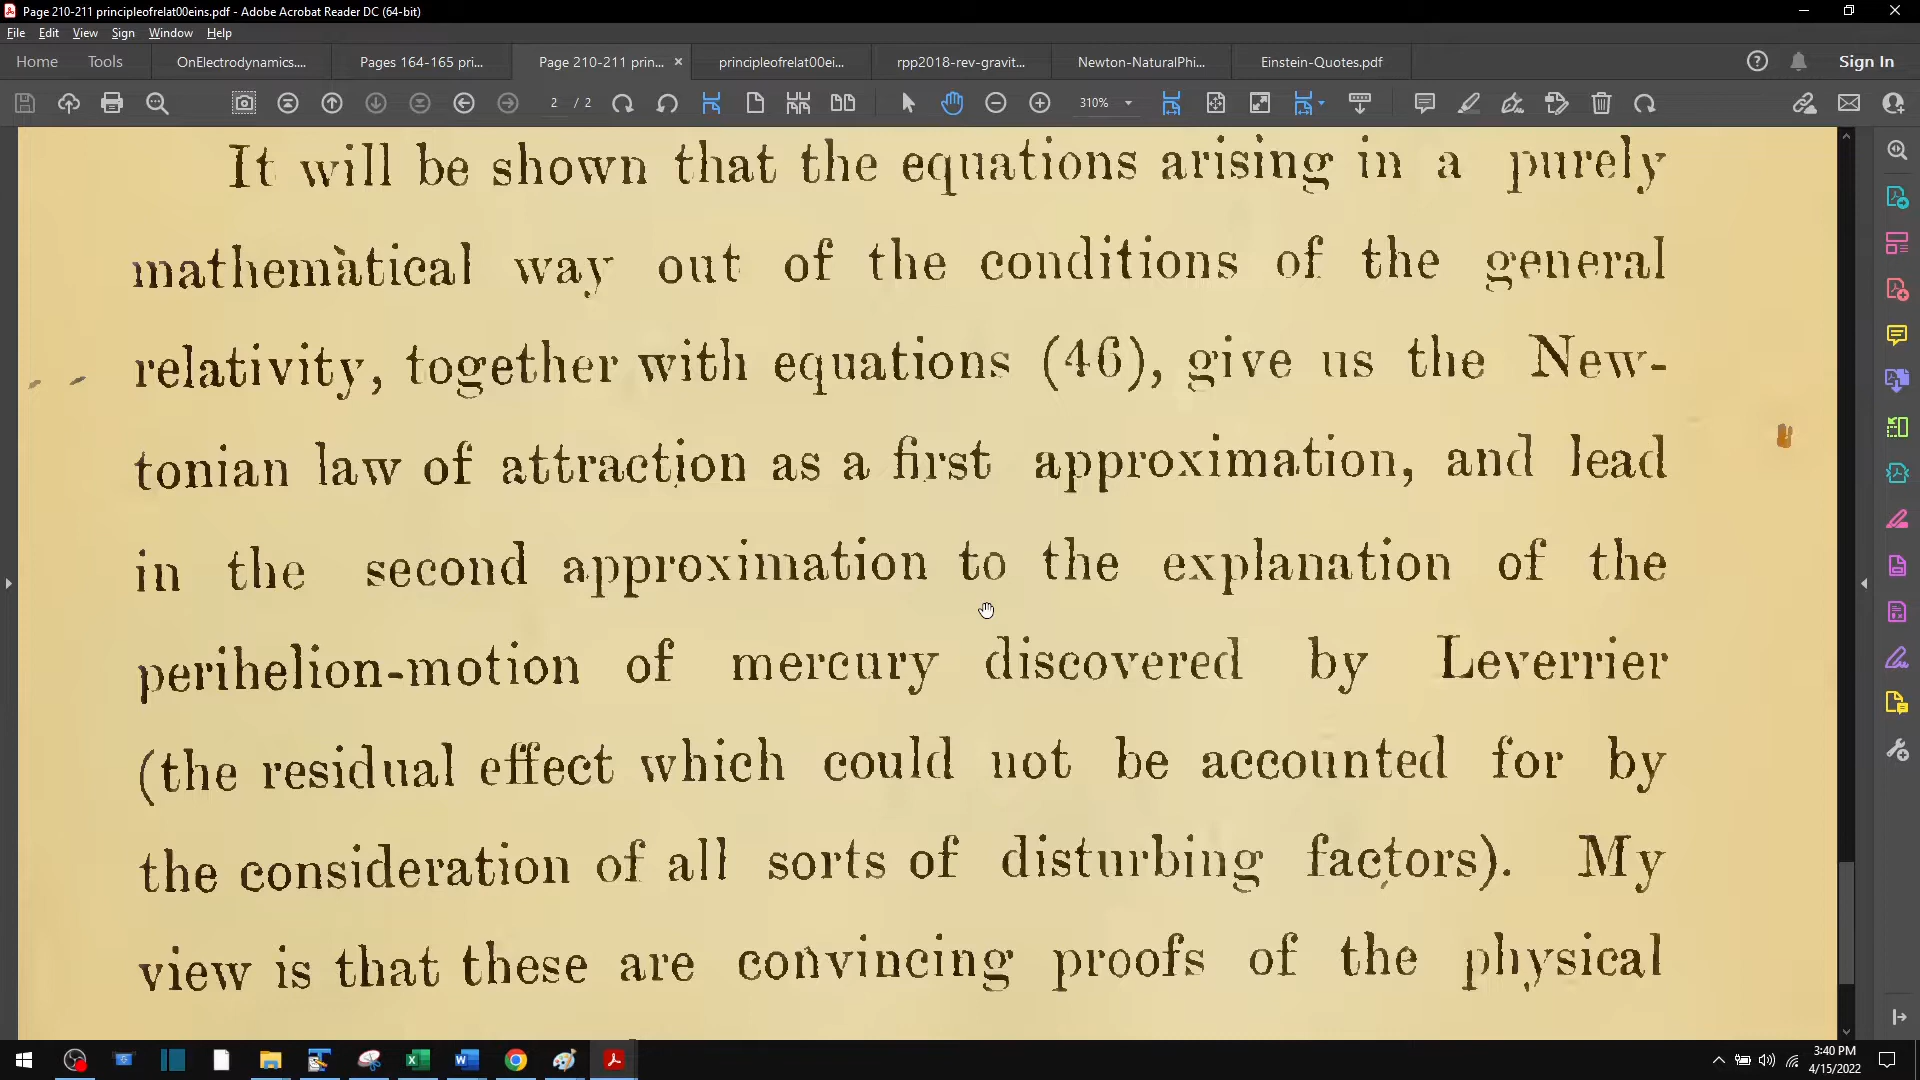 Page 210-211 principleofrelat00eins.pdf - Adobe Acrobat Reader DC (64-bit)
File Edit View Sign Window Help
Home Tools OnElectrodynamics.... Pages 164-165 pri... Page 210-211 prin... × principleofrelat00ei... rpp2018-rev-gravit... Newton-NaturalPhi... Einstein-Quotes.pdf Sign In
2 / 2 310%
It will be shown that the equations arising in a purely
mathematical way out of the conditions of the general
relativity, together with equations (46), give us the New-
tonian law of attraction as a first approximation, and lead
in the second approximation to the explanation of the
perihelion-motion of mercury discovered by Leverrier
(the residual effect which could not be accounted for by
the consideration of all sorts of disturbing factors). My
view is that these are convincing proofs of the physical
3:40 PM
4/15/2022